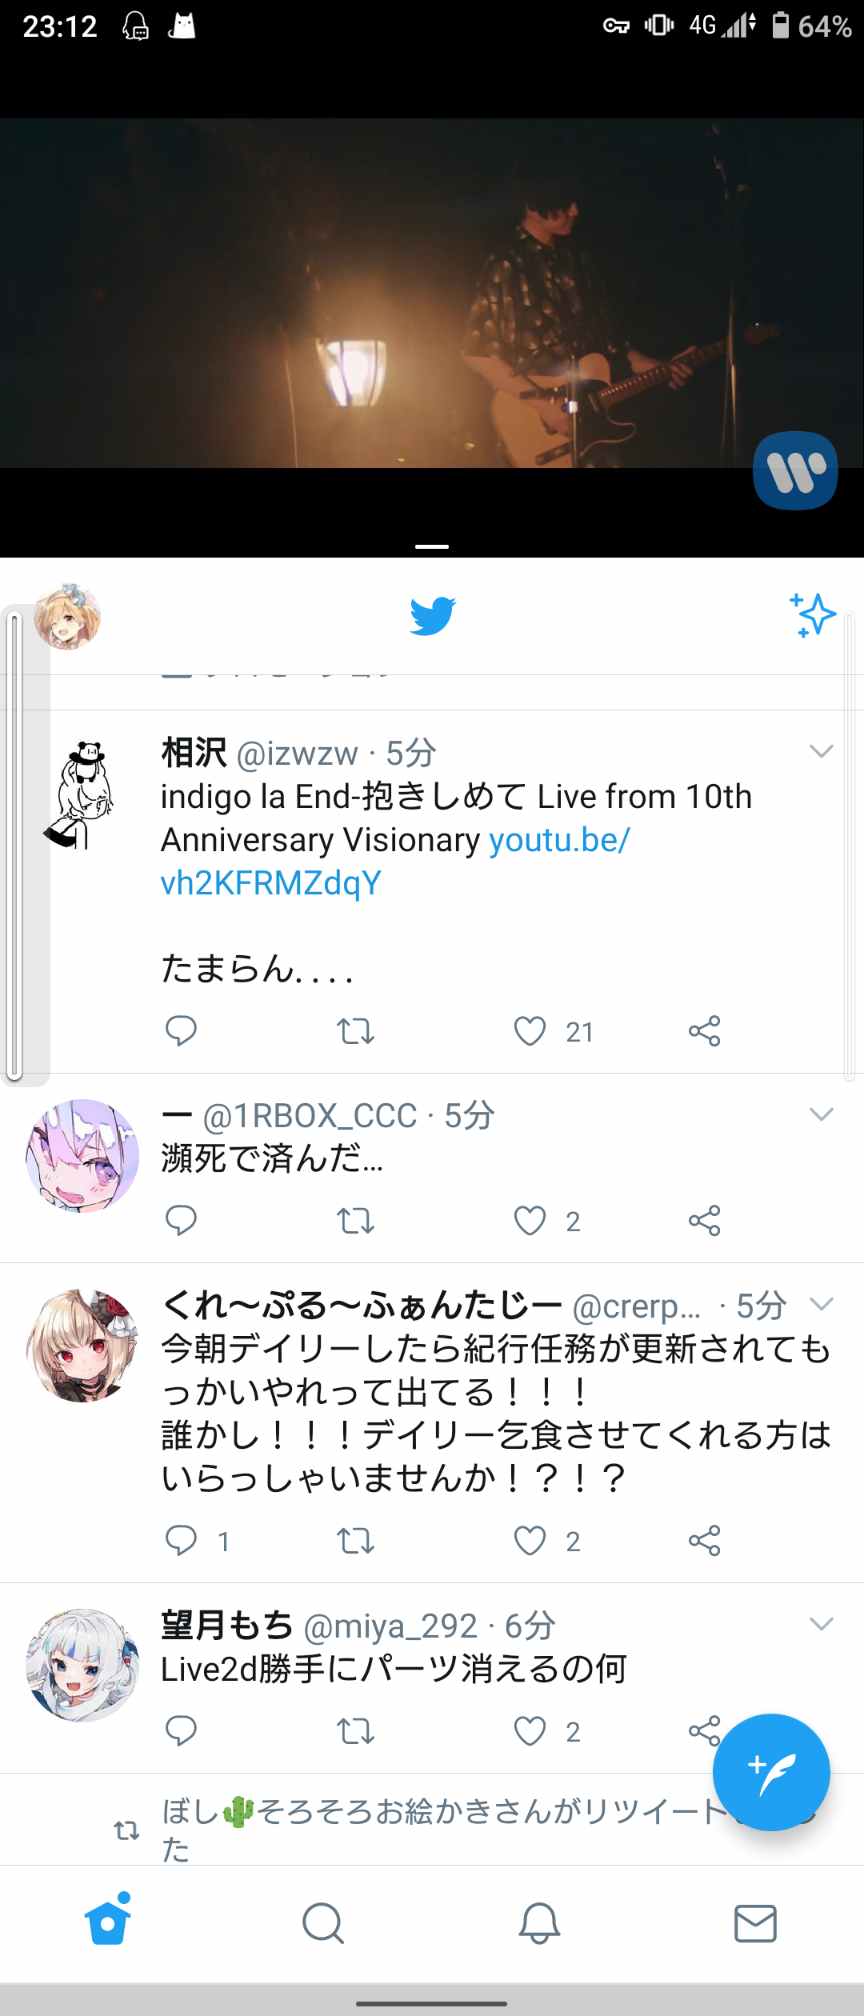 23:12
4G
64%
相沢 @izwzw · 5分
indigo la End-抱きしめて Live from 10th
Anniversary Visionary youtu.be/
vh2KFRMZdqY
たまらん....
21
一 @1RBOX_CCC · 5分
瀕死で済んだ…
2
くれ〜ぷる〜ふぁんたじー @crerp… · 5分
今朝デイリーしたら紀行任務が更新されても
っかいやれって出てる！！！
誰かし！！！デイリー乞食させてくれる方は
いらっしゃいませんか！？！？
1
2
望月もち @miya_292 · 6分
Live2d勝手にパーツ消えるの何
2
ぼし🌵そろそろお絵かきさんがリツイート
た